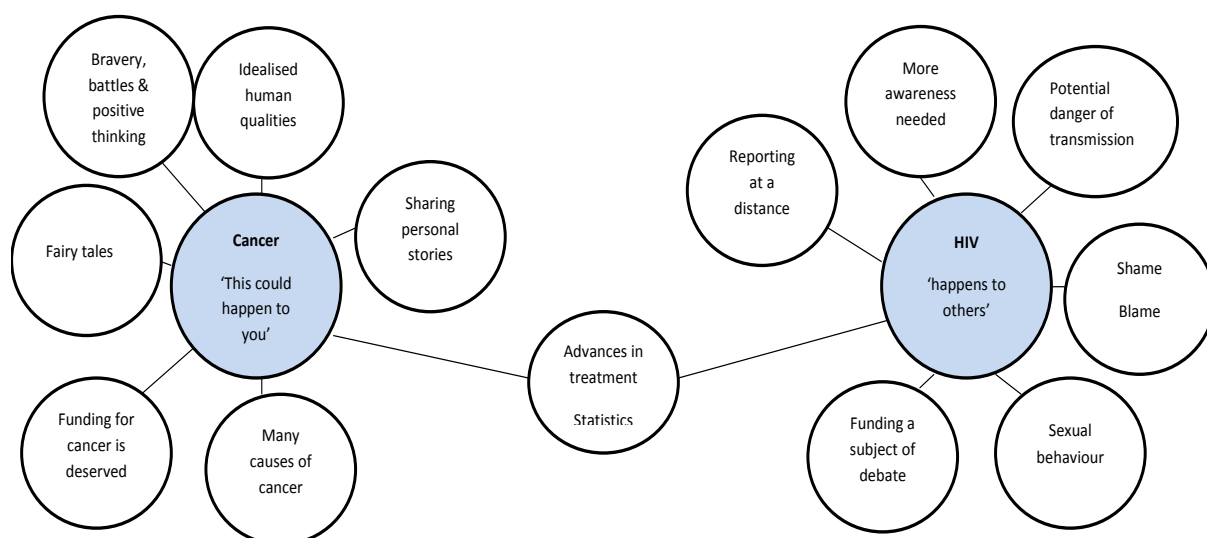 Bravery,
battles &
positive
thinking
Idealised
human
qualities
Sharing
personal
stories
Fairy tales
Cancer
'This could
happen to
you'
Funding for
cancer is
deserved
Many
causes of
cancer
Advances in
treatment
Statistics
More
awareness
needed
Potential
danger of
transmission
Reporting
at a
distance
HIV
'happens to
others'
Shame
Blame
Funding a
subject of
debate
Sexual
behaviour